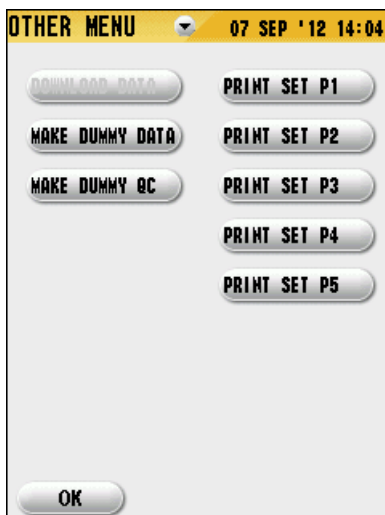 OTHER MENU 07 SEP '12 14:04
DOWNLOAD DATA
PRINT SET P1
MAKE DUMMY DATA
PRINT SET P2
MAKE DUMMY QC
PRINT SET P3
PRINT SET P4
PRINT SET P5
OK